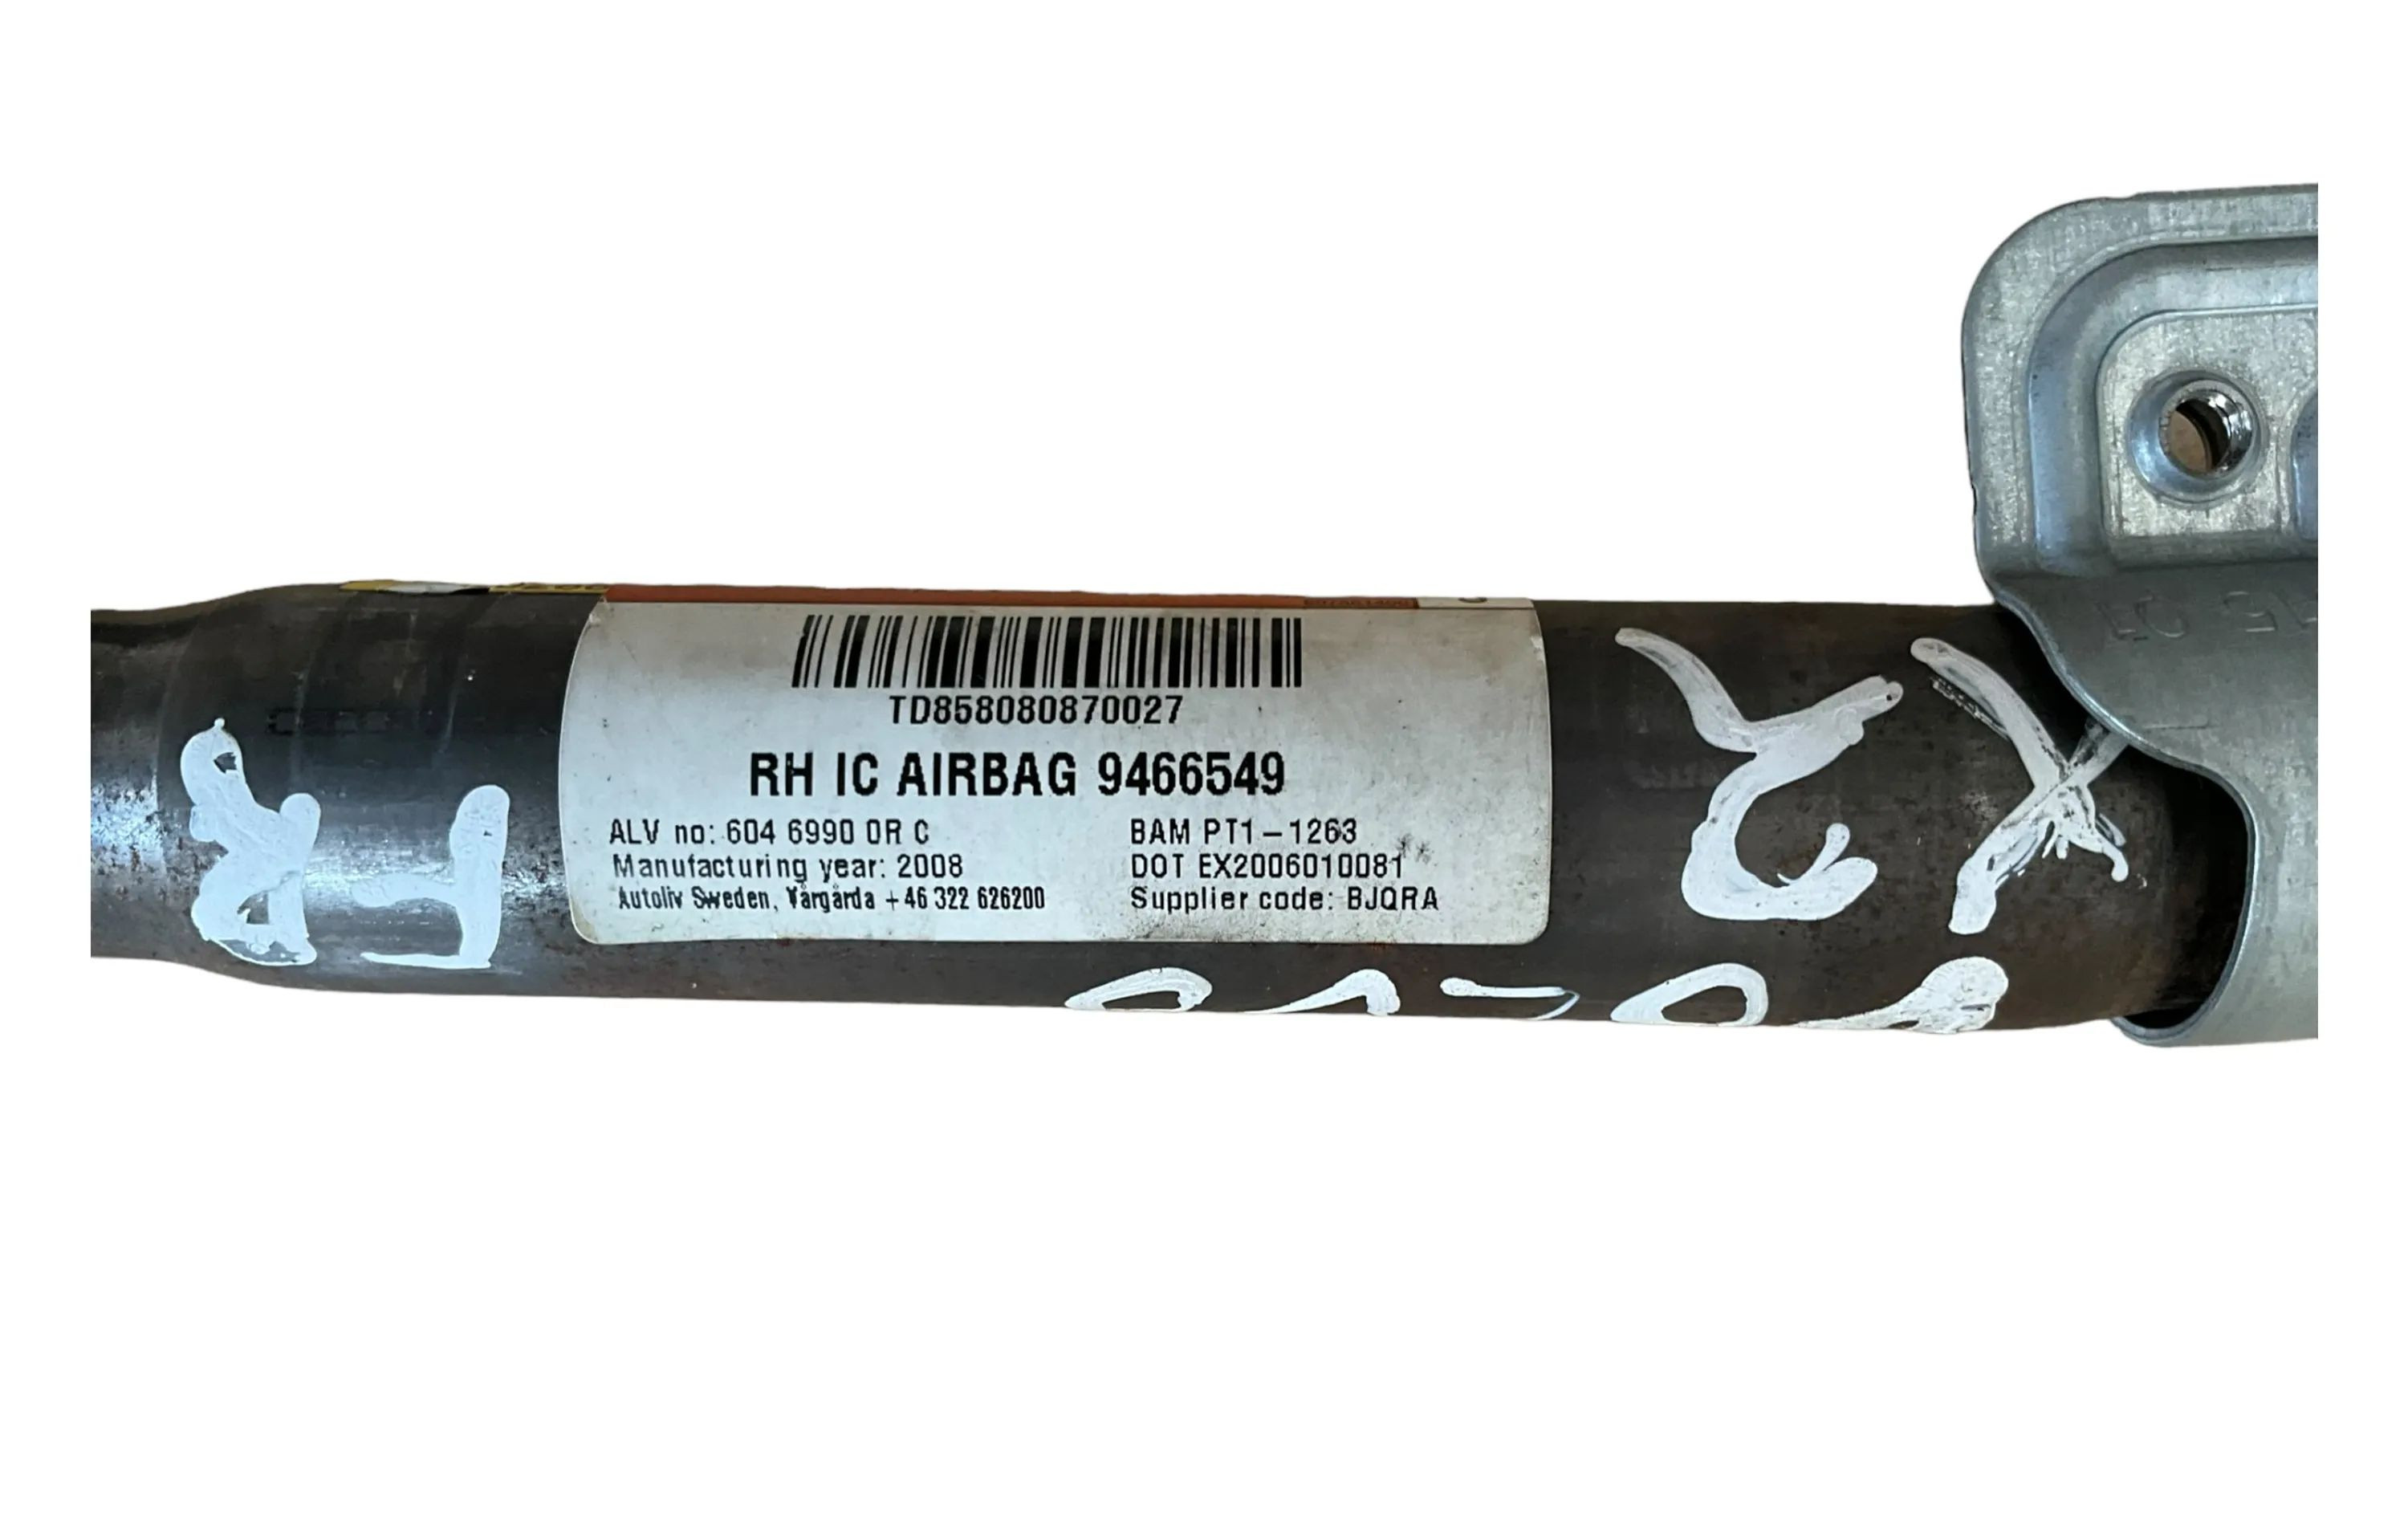 TD858080870027
RH IC AIRBAG 9466549
ALV no: 604 6990 0R C
BAM PT1-1263
Manufacturing year: 2008
DOT EX2006010081
Autoliv Sweden, Vårgårda +46 322 626200
Supplier code: BJQRA